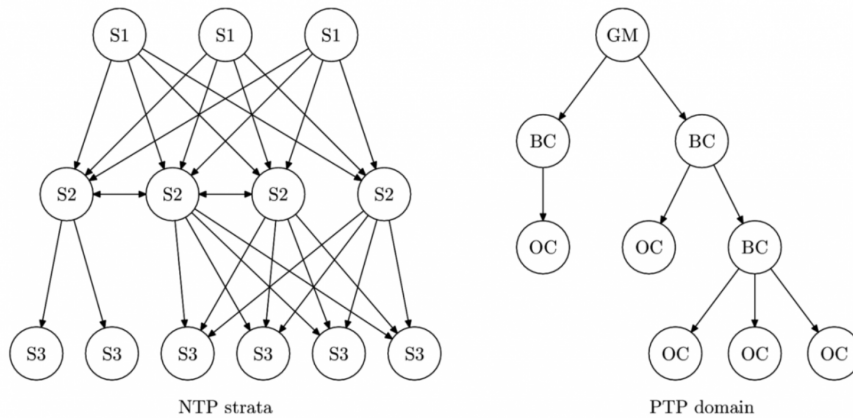 S1 S1 S1
S2 S2 S2 S2
S3 S3 S3 S3 S3 S3
NTP strata
GM
BC BC
OC OC BC
OC OC OC
PTP domain